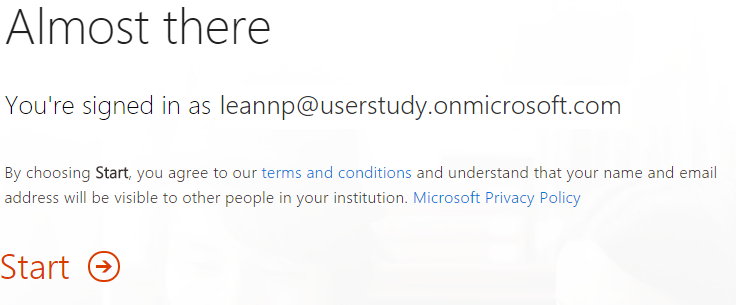 Almost there
You're signed in as leannp@userstudy.onmicrosoft.com
By choosing Start, you agree to our terms and conditions and understand that your name and email
address will be visible to other people in your institution. Microsoft Privacy Policy
Start